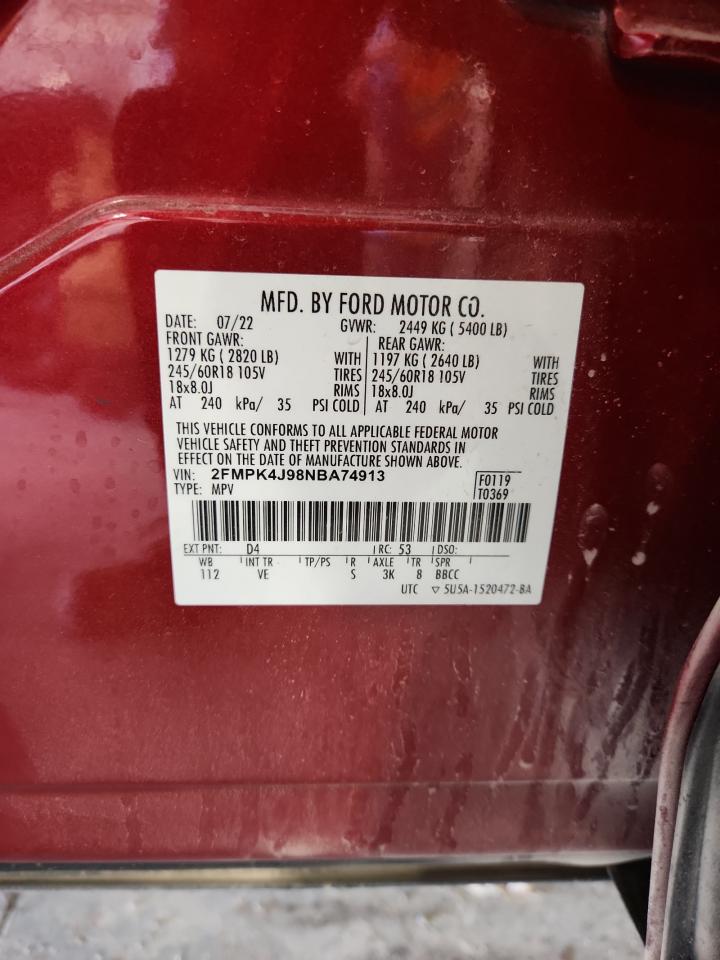 MFD. BY FORD MOTOR CO.
DATE: 07/22 GVWR: 2449 KG ( 5400 LB)
FRONT GAWR: REAR GAWR:
1279 KG ( 2820 LB) WITH 1197 KG ( 2640 LB) WITH
245/60R18 105V TIRES 245/60R18 105V TIRES
18x8.0J RIMS 18x8.0J RIMS
AT 240 kPa/ 35 PSI COLD AT 240 kPa/ 35 PSI COLD
THIS VEHICLE CONFORMS TO ALL APPLICABLE FEDERAL MOTOR
VEHICLE SAFETY AND THEFT PREVENTION STANDARDS IN
EFFECT ON THE DATE OF MANUFACTURE SHOWN ABOVE.
VIN: 2FMPK4J98NBA74913 F0119
TYPE: MPV T0369
EXT PNT: D4 RC: 53 DSO:
WB INT TR TP/PS R AXLE TR SPR
112 VE S 3K 8 BBCC
UTC ▽ 5U5A-1520472-BA